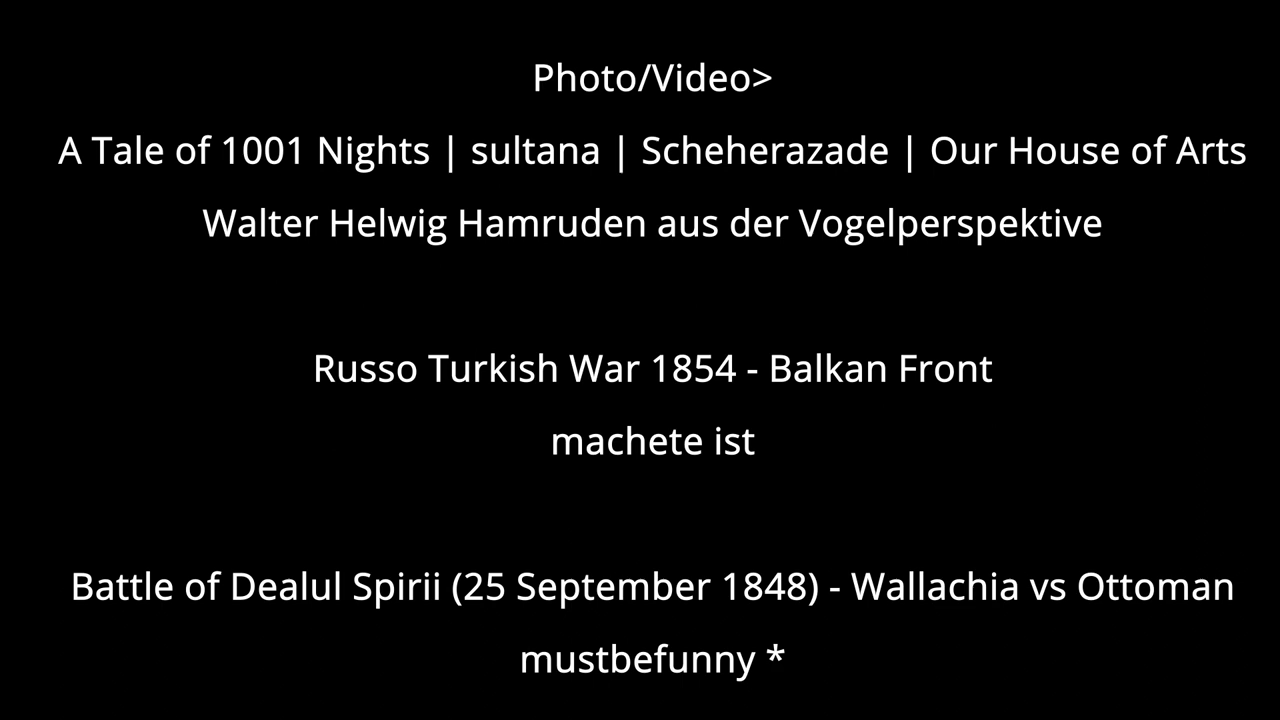 Photo/Video>
A Tale of 1001 Nights | sultana | Scheherazade | Our House of Arts
Walter Helwig Hamruden aus der Vogelperspektive
Russo Turkish War 1854 - Balkan Front
machete ist
Battle of Dealul Spirii (25 September 1848) - Wallachia vs Ottoman
mustbefunny *